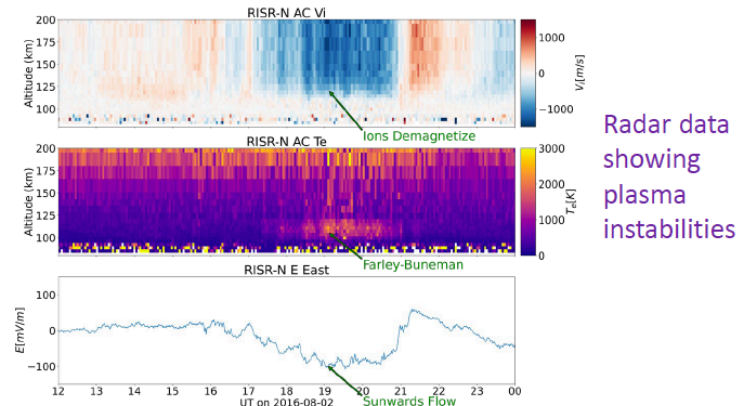 RISR-N AC Vi
200
175
150
125
100
Altitude (km)
1000
0
−1000
Vi[m/s]
Ions Demagnetize
RISR-N AC Te
200
175
150
125
100
Altitude (km)
3000
2000
1000
0
Te[K]
Farley-Buneman
RISR-N E East
100
0
−100
E[mV/m]
12 13 14 15 16 17 18 19 20 21 22 23 00
UT on 2016-08-02
Sunwards Flow
Radar data
showing
plasma
instabilities